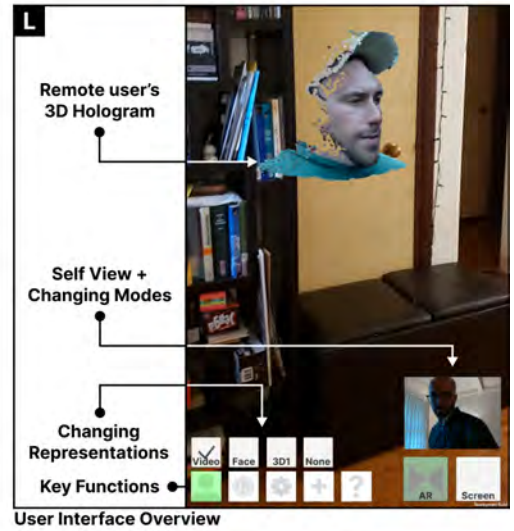 L
Remote user's
3D Hologram
Self View +
Changing Modes
Changing
Representations
Key Functions
Video Face 3D1 None
?
AR Screen
User Interface Overview